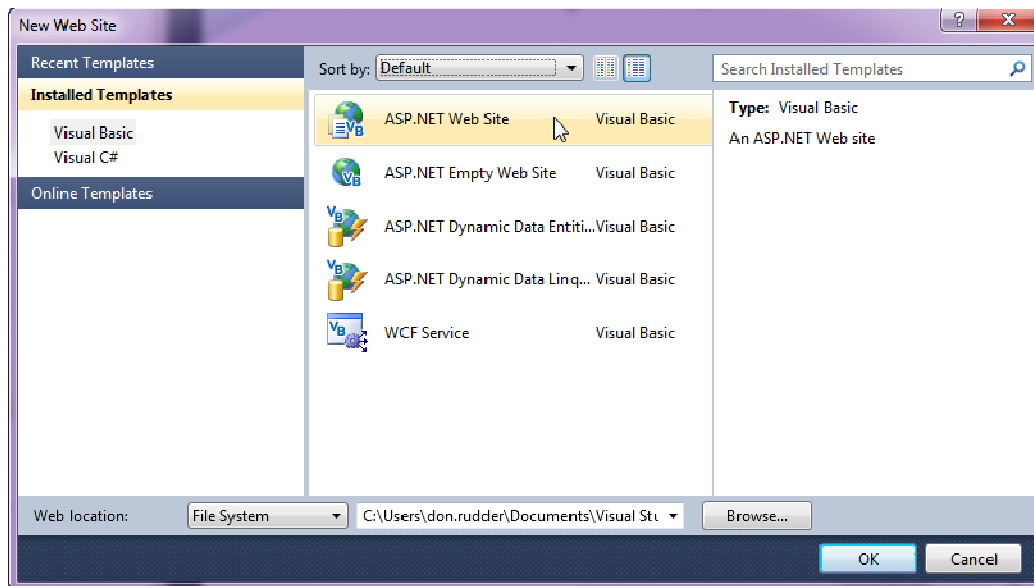 New Web Site
?
Recent Templates
Installed Templates
Visual Basic
Visual C#
Online Templates
Sort by: Default
ASP.NET Web Site Visual Basic
ASP.NET Empty Web Site Visual Basic
ASP.NET Dynamic Data Entiti... Visual Basic
ASP.NET Dynamic Data Linq... Visual Basic
WCF Service Visual Basic
Search Installed Templates
Type: Visual Basic
An ASP.NET Web site
Web location: File System C:\Users\don.rudder\Documents\Visual Stu Browse...
OK Cancel